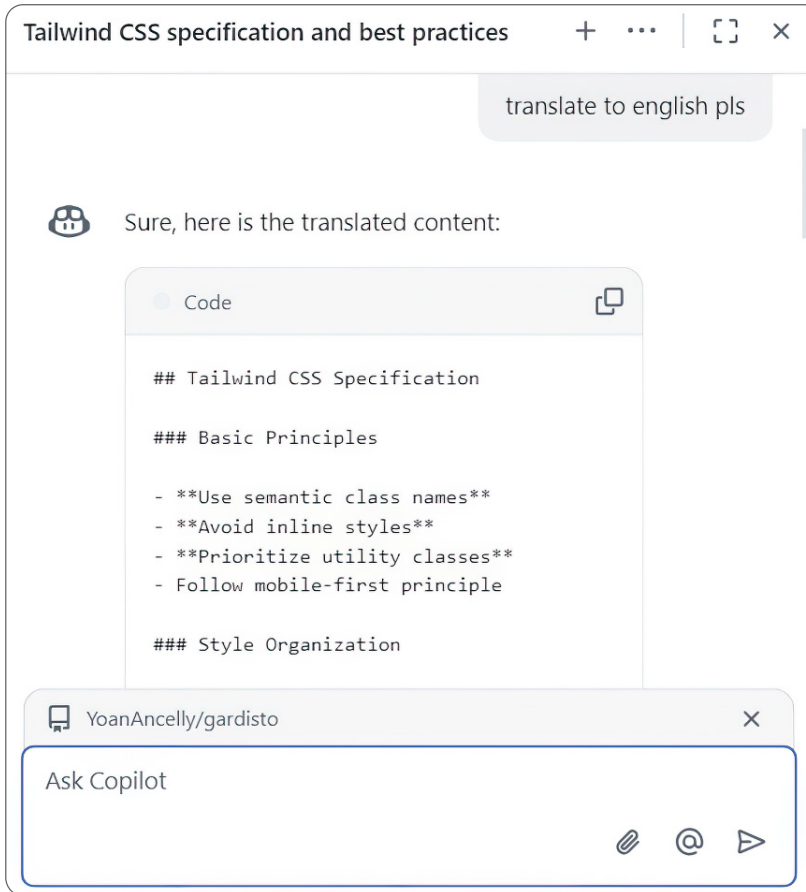 Tailwind CSS specification and best practices
translate to english pls
Sure, here is the translated content:
Code
## Tailwind CSS Specification
### Basic Principles
- **Use semantic class names**
- **Avoid inline styles**
- **Prioritize utility classes**
- Follow mobile-first principle
### Style Organization
YoanAncelly/gardisto
Ask Copilot